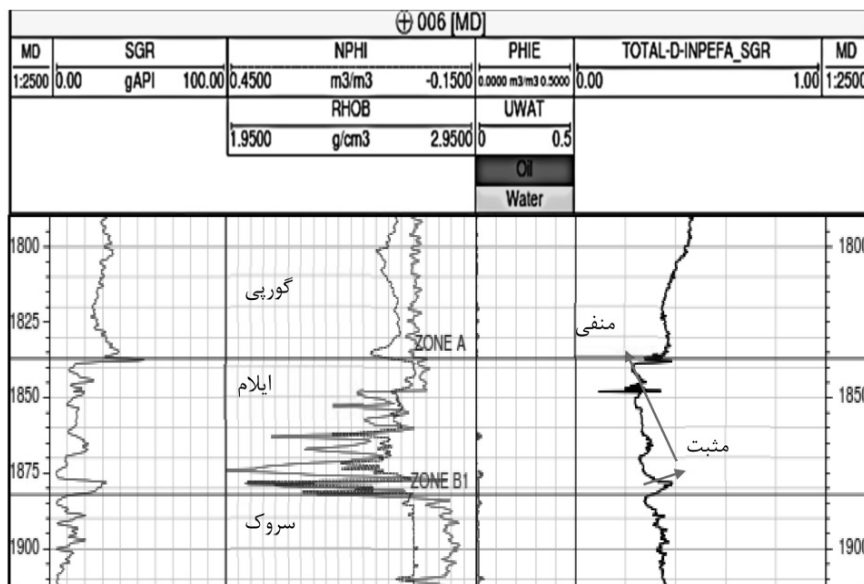 006 [MD]
MD SGR NPHI PHIE TOTAL-D-INPEFA_SGR MD
1:2500 0.00 gAPI 100.00 0.4500 m3/m3 -0.1500 0.0000 m3/m3 0.5000 0.00 1.00 1:2500
RHOB UWAT
1.9500 g/cm3 2.9500 0 0.5
Oil
Water
1800 1800
گورپی
1825 منفی 1825
ZONE A
ایلام
1850 1850
مثبت
1875 ZONE B1 1875
سروک
1900 1900